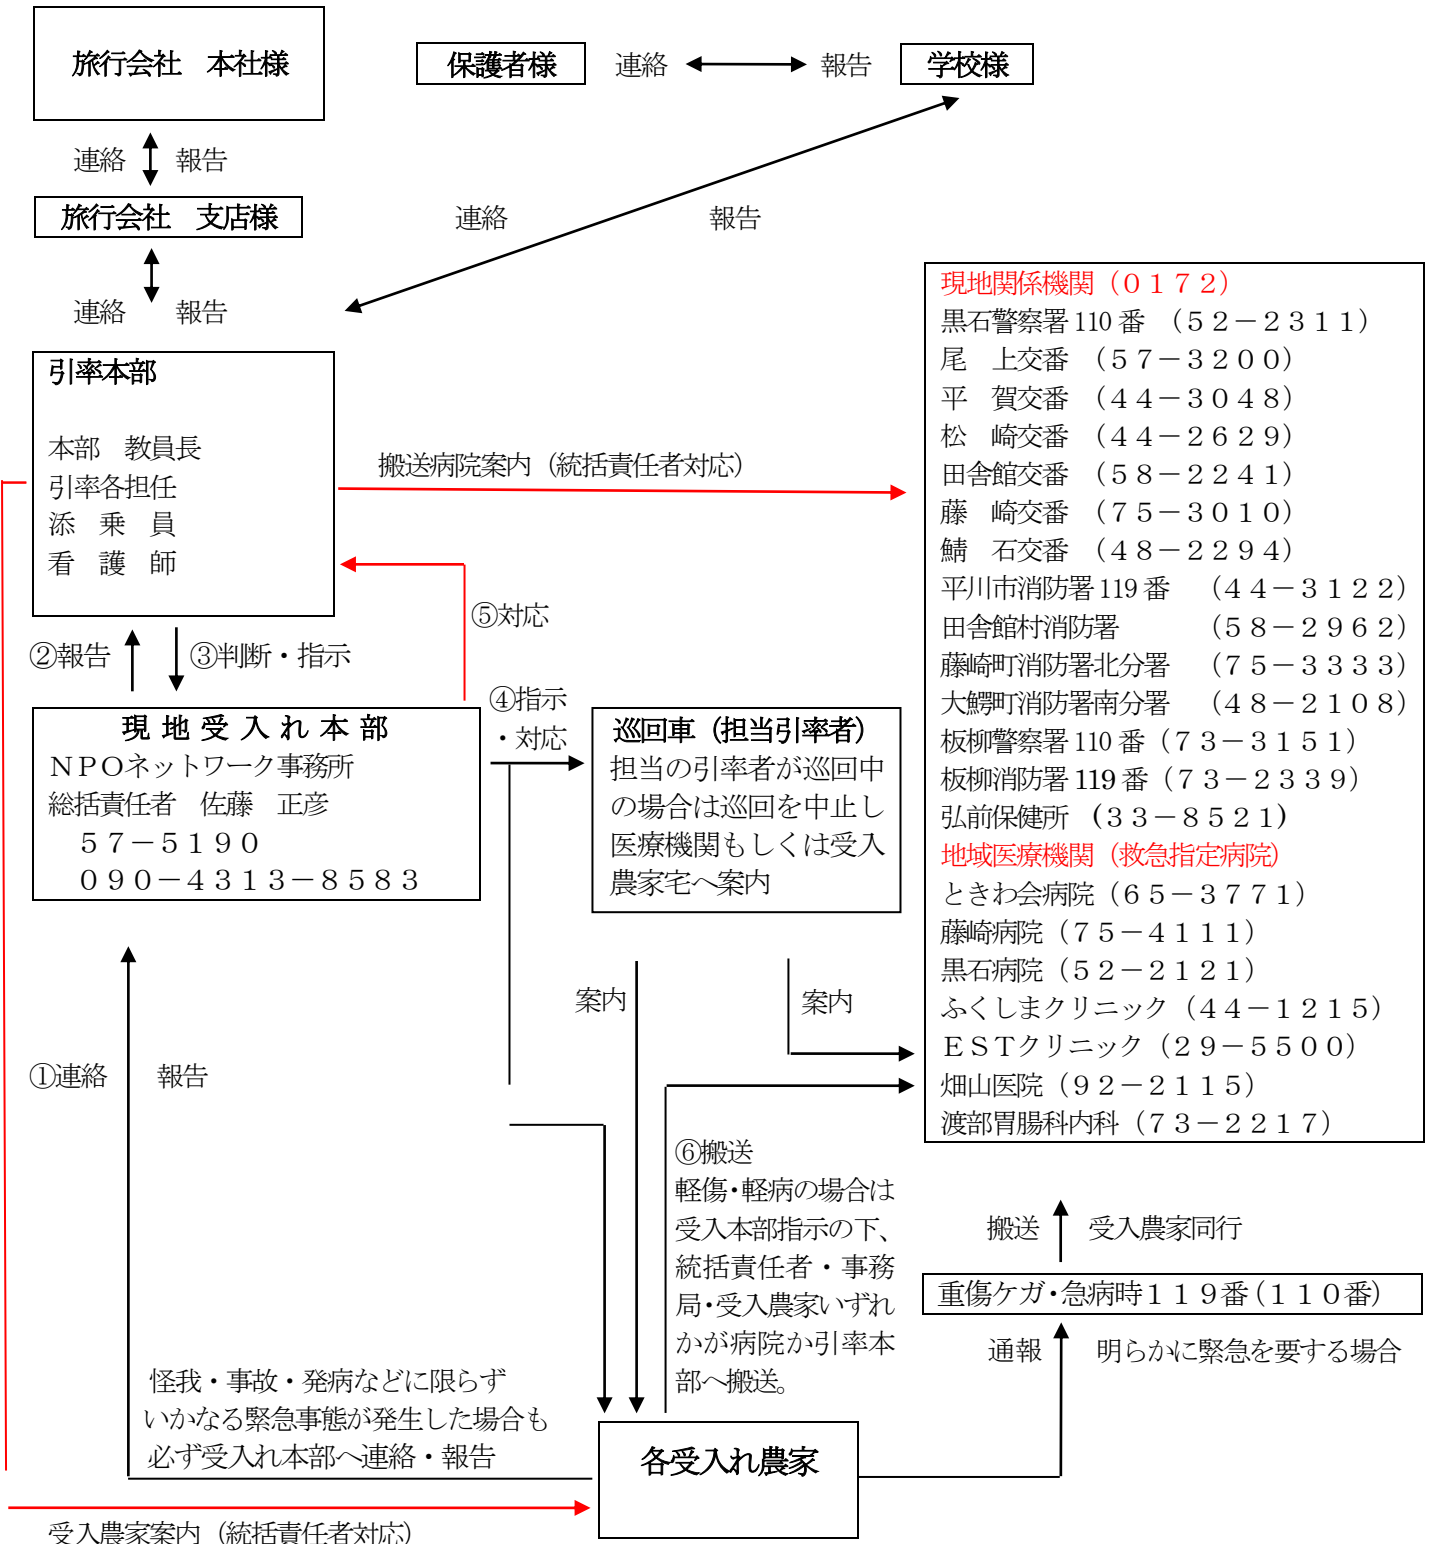 旅行会社　本社様
保護者様　連絡　報告　学校様
連絡　報告
旅行会社　支店様
連絡　報告
連絡　報告
引率本部
本部　教員長
引率各担任
添　乗　員
看　護　師
搬送病院案内（統括責任者対応）
⑤対応
②報告　③判断・指示
④指示
・対応
現 地 受 入 れ 本 部
ＮＰＯネットワーク事務所
総括責任者　佐藤　正彦
５７－５１９０
０９０－４３１３－８５８３
巡回車（担当引率者）
担当の引率者が巡回中
の場合は巡回を中止し
医療機関もしくは受入
農家宅へ案内
現地関係機関（０１７２）
黒石警察署 110 番　（５２－２３１１）
尾　上交番　（５７－３２００）
平　賀交番　（４４－３０４８）
松　崎交番　（４４－２６２９）
田舎館交番　（５８－２２４１）
藤　崎交番　（７５－３０１０）
鯖　石交番　（４８－２２９４）
平川市消防署 119 番　（４４－３１２２）
田舎館村消防署　（５８－２９６２）
藤崎町消防署北分署　（７５－３３３３）
大鰐町消防署南分署　（４８－２１０８）
板柳警察署 110 番（７３－３１５１）
板柳消防署 119 番（７３－２３３９）
弘前保健所　(３３－８５２１)
地域医療機関（救急指定病院）
ときわ会病院（６５－３７７１）
藤崎病院（７５－４１１１）
黒石病院（５２－２１２１）
ふくしまクリニック（４４－１２１５）
ＥＳＴクリニック（２９－５５００）
畑山医院（９２－２１１５）
渡部胃腸科内科（７３－２２１７）
案内　案内
①連絡　報告
⑥搬送
軽傷・軽病の場合は
受入本部指示の下、
統括責任者・事務
局・受入農家いずれ
かが病院か引率本
部へ搬送。
搬送　受入農家同行
重傷ケガ・急病時１１９番（１１０番）
通報　明らかに緊急を要する場合
怪我・事故・発病などに限らず
いかなる緊急事態が発生した場合も
必ず受入れ本部へ連絡・報告
各受入れ農家
受入農家案内（統括責任者対応）